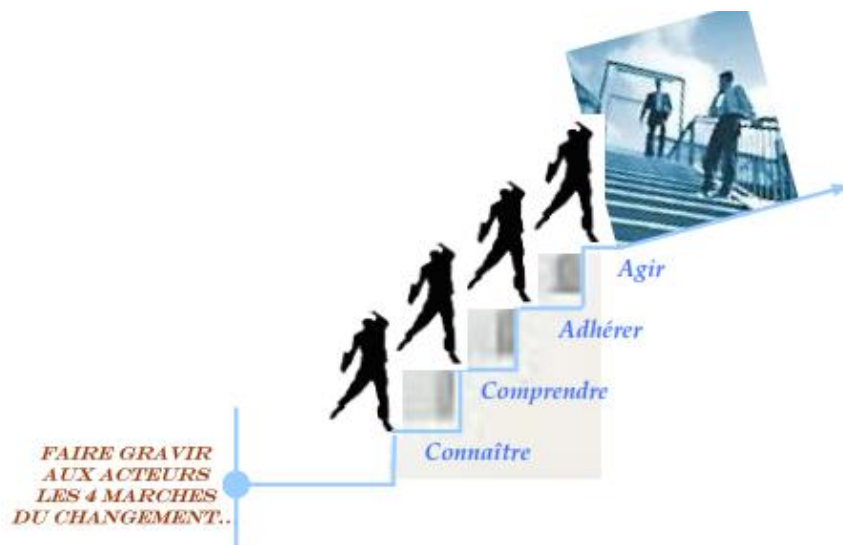 Agir
Adhérer
Comprendre
Connaître
FAIRE GRAVIR
AUX ACTEURS
LES 4 MARCHES
DU CHANGEMENT..